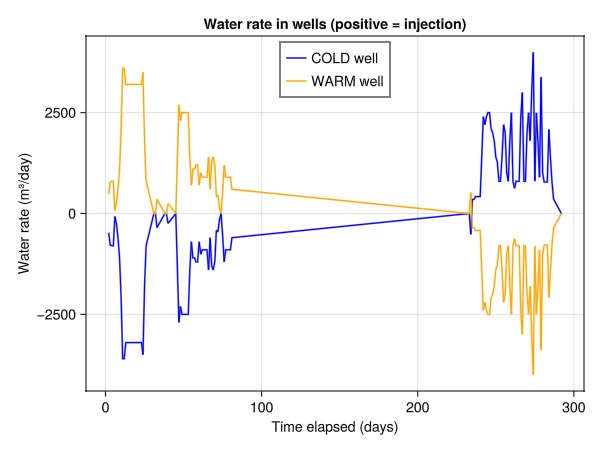 Water rate in wells (positive = injection)
COLD well
WARM well
Water rate (m³/day)
2500
0
−2500
0
100
200
300
Time elapsed (days)